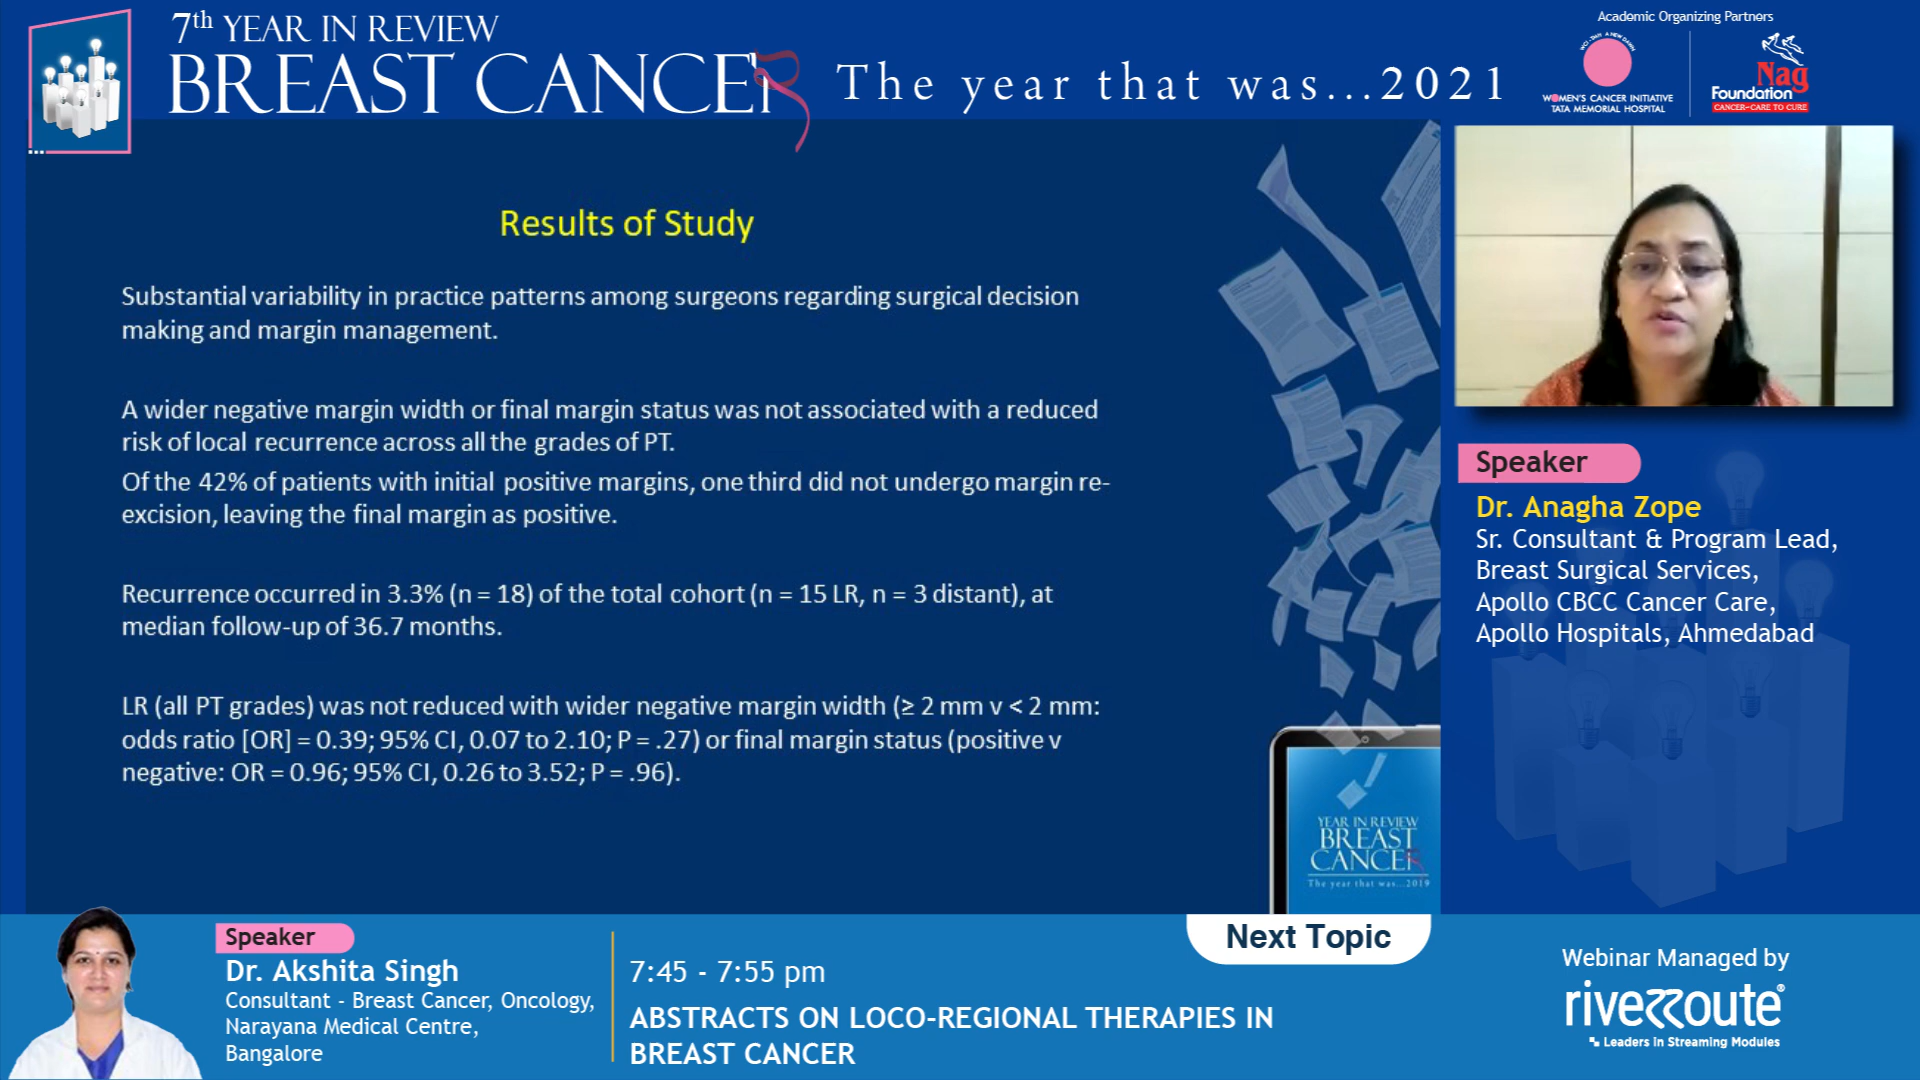 7th YEAR IN REVIEW
BREAST CANCER
The year that was...2021
Academic Organizing Partners
WCI-TMH A NEW DAWN
WOMEN'S CANCER INITIATIVE
TATA MEMORIAL HOSPITAL
Nag
Foundation
CANCER-CARE TO CURE
Results of Study
Substantial variability in practice patterns among surgeons regarding surgical decision
making and margin management.
A wider negative margin width or final margin status was not associated with a reduced
risk of local recurrence across all the grades of PT.
Of the 42% of patients with initial positive margins, one third did not undergo margin re-
excision, leaving the final margin as positive.
Recurrence occurred in 3.3% (n = 18) of the total cohort (n = 15 LR, n = 3 distant), at
median follow-up of 36.7 months.
LR (all PT grades) was not reduced with wider negative margin width (≥ 2 mm v < 2 mm:
odds ratio [OR] = 0.39; 95% CI, 0.07 to 2.10; P = .27) or final margin status (positive v
negative: OR = 0.96; 95% CI, 0.26 to 3.52; P = .96).
YEAR IN REVIEW
BREAST
CANCER
The year that was...2019
Speaker
Dr. Anagha Zope
Sr. Consultant & Program Lead,
Breast Surgical Services,
Apollo CBCC Cancer Care,
Apollo Hospitals, Ahmedabad
Speaker
Dr. Akshita Singh
Consultant - Breast Cancer, Oncology,
Narayana Medical Centre,
Bangalore
Next Topic
7:45 - 7:55 pm
ABSTRACTS ON LOCO-REGIONAL THERAPIES IN
BREAST CANCER
Webinar Managed by
riverroute®
Leaders in Streaming Modules